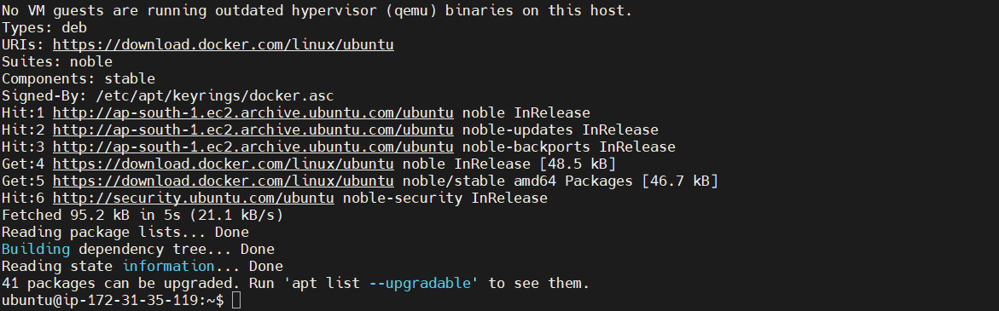 No VM guests are running outdated hypervisor (qemu) binaries on this host.
Types: deb
URIs: https://download.docker.com/linux/ubuntu
Suites: noble
Components: stable
Signed-By: /etc/apt/keyrings/docker.asc
Hit:1 http://ap-south-1.ec2.archive.ubuntu.com/ubuntu noble InRelease
Hit:2 http://ap-south-1.ec2.archive.ubuntu.com/ubuntu noble-updates InRelease
Hit:3 http://ap-south-1.ec2.archive.ubuntu.com/ubuntu noble-backports InRelease
Get:4 https://download.docker.com/linux/ubuntu noble InRelease [48.5 kB]
Get:5 https://download.docker.com/linux/ubuntu noble/stable amd64 Packages [46.7 kB]
Hit:6 http://security.ubuntu.com/ubuntu noble-security InRelease
Fetched 95.2 kB in 5s (21.1 kB/s)
Reading package lists... Done
Building dependency tree... Done
Reading state information... Done
41 packages can be upgraded. Run 'apt list --upgradable' to see them.
ubuntu@ip-172-31-35-119:~$